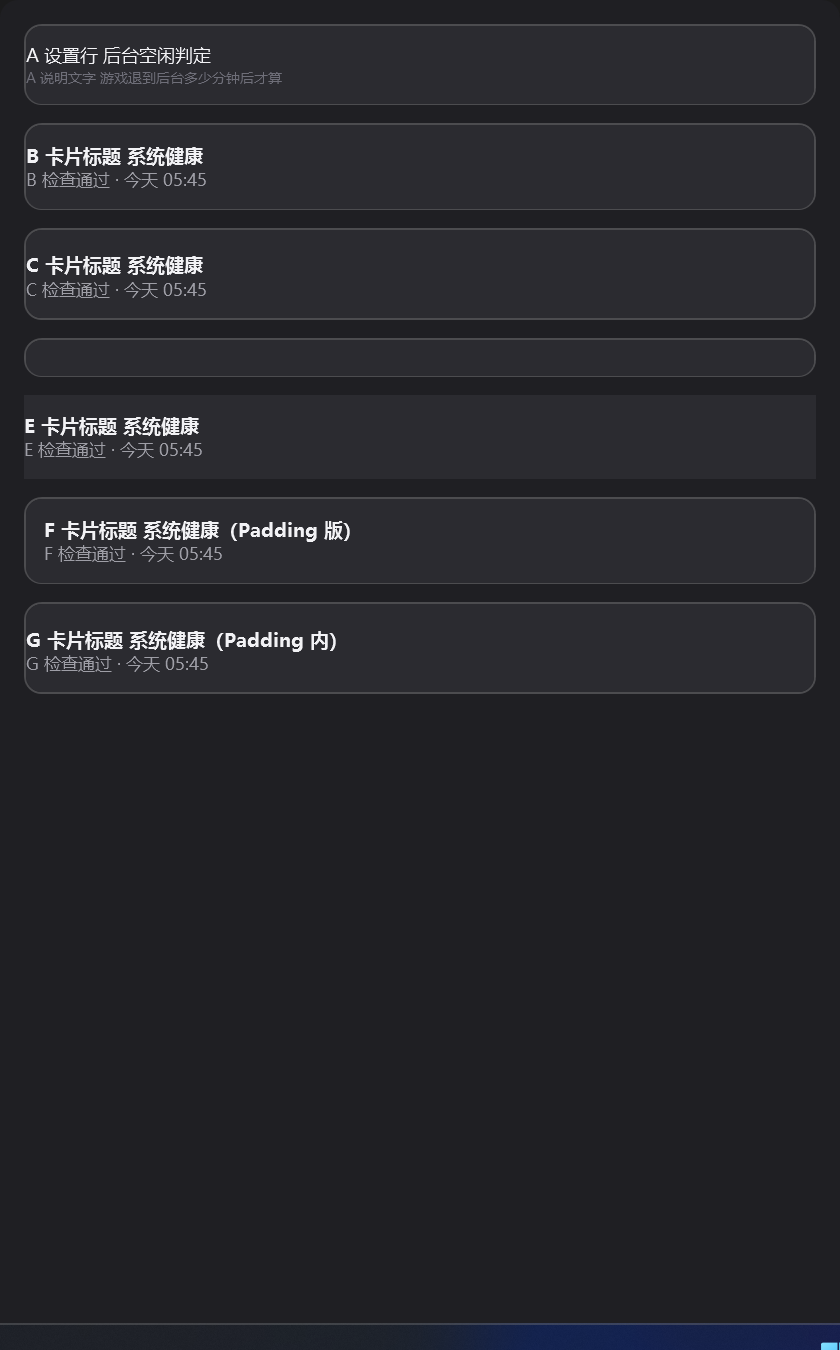 A 设置行 后台空闲判定
A 说明文字 游戏退到后台多少分钟后才算
B 卡片标题 系统健康
B 检查通过 · 今天 05:45
C 卡片标题 系统健康
C 检查通过 · 今天 05:45
E 卡片标题 系统健康
E 检查通过 · 今天 05:45
F 卡片标题 系统健康（Padding 版）
F 检查通过 · 今天 05:45
G 卡片标题 系统健康（Padding 内）
G 检查通过 · 今天 05:45